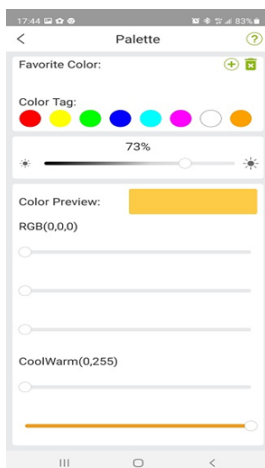 17:44 83%
Palette
Favorite Color:
Color Tag:
73%
Color Preview:
RGB(0,0,0)
CoolWarm(0,255)